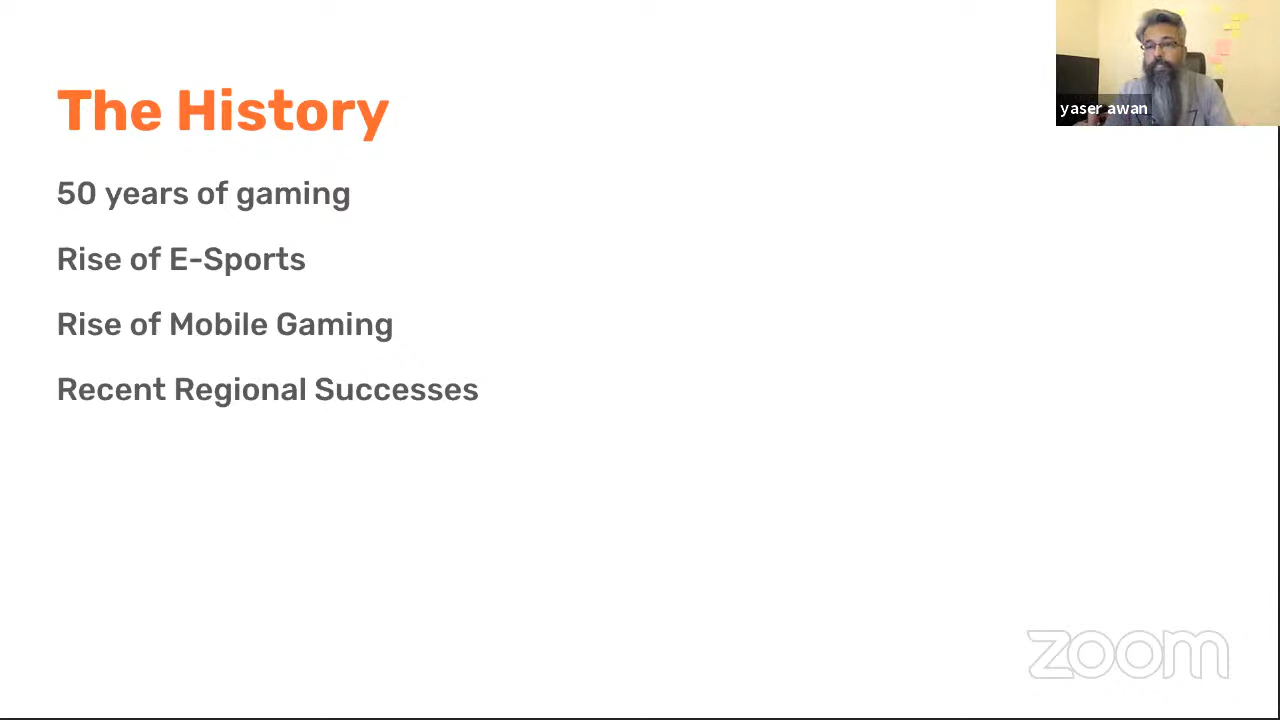 The History
yaser awan
50 years of gaming
Rise of E-Sports
Rise of Mobile Gaming
Recent Regional Successes
zoom